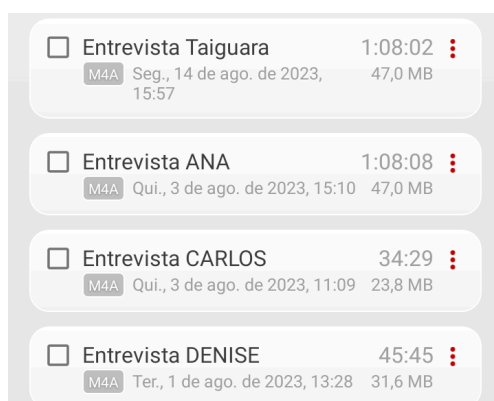 Entrevista Taiguara 1:08:02
M4A Seg., 14 de ago. de 2023, 47,0 MB
15:57
Entrevista ANA 1:08:08
M4A Qui., 3 de ago. de 2023, 15:10 47,0 MB
Entrevista CARLOS 34:29
M4A Qui., 3 de ago. de 2023, 11:09 23,8 MB
Entrevista DENISE 45:45
M4A Ter., 1 de ago. de 2023, 13:28 31,6 MB